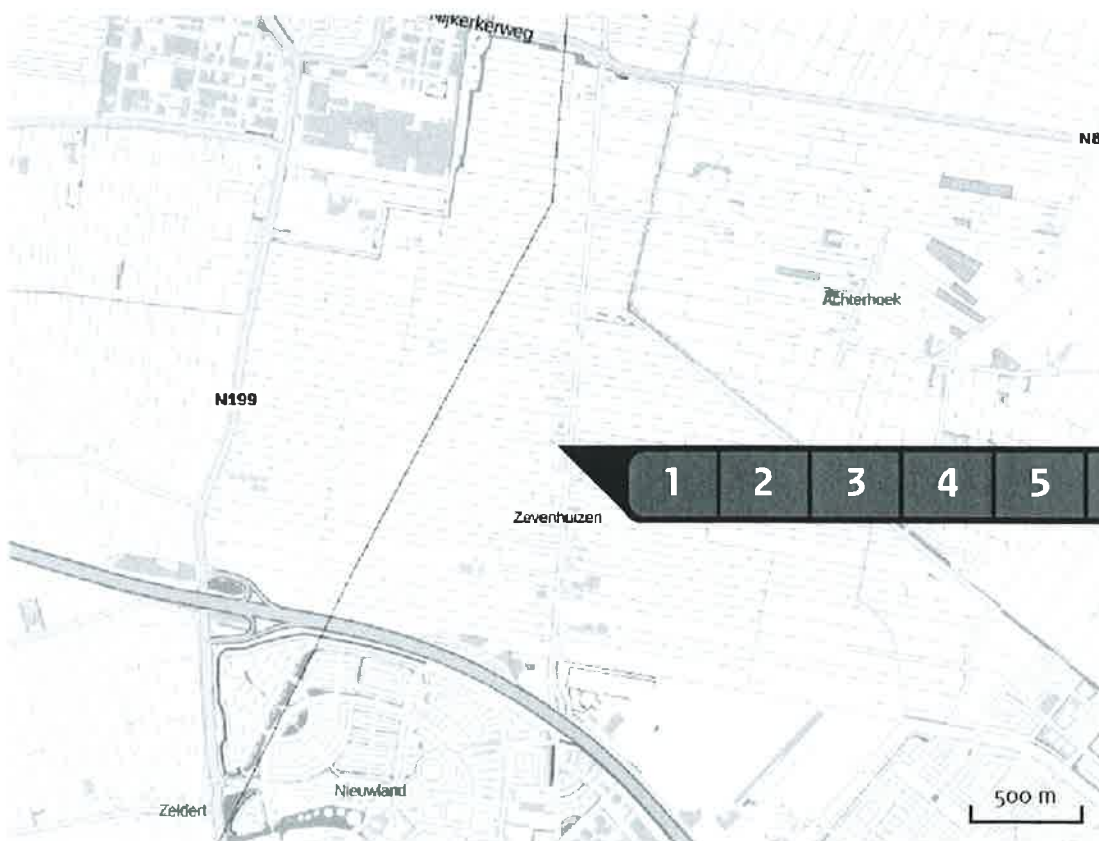 Nijkerkerweg
N8
Achterhoek
N199
1 2 3 4 5
Zevenhuizen
Nieuwland
Zeldert
500 m